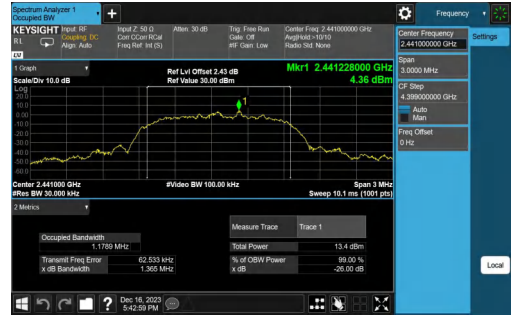 Spectrum Analyzer 1
Occupied BW
Frequency
KEYSIGHT
RL
Input: RF
Coupling: DC
Align: Auto
Input Z: 50 Ω
Corr CCorr RCal
Freq Ref: Int (S)
Atten: 30 dB
Trig: Free Run
Gate: Off
#IF Gain: Low
Center Freq: 2.441000000 GHz
Avg|Hold:>10/10
Radio Std: None
Center Frequency
2.441000000 GHz
Settings
Span
3.0000 MHz
CF Step
4.399000000 GHz
Auto
Man
Freq Offset
0 Hz
1 Graph
Scale/Div 10.0 dB
Ref Lvl Offset 2.43 dB
Ref Value 30.00 dBm
Mkr1 2.441228000 GHz
4.36 dBm
Log
20.0
10.0
0.00
-10.0
-20.0
-30.0
-40.0
-50.0
-60.0
1
Center 2.441000 GHz
#Res BW 30.000 kHz
#Video BW 100.00 kHz
Span 3 MHz
Sweep 10.1 ms (1001 pts)
2 Metrics
Measure Trace
Trace 1
Occupied Bandwidth
1.1789 MHz
Total Power
13.4 dBm
Transmit Freq Error
62.533 kHz
% of OBW Power
99.00 %
x dB Bandwidth
1.365 MHz
x dB
-26.00 dB
Local
?
Dec 16, 2023
5:42:59 PM